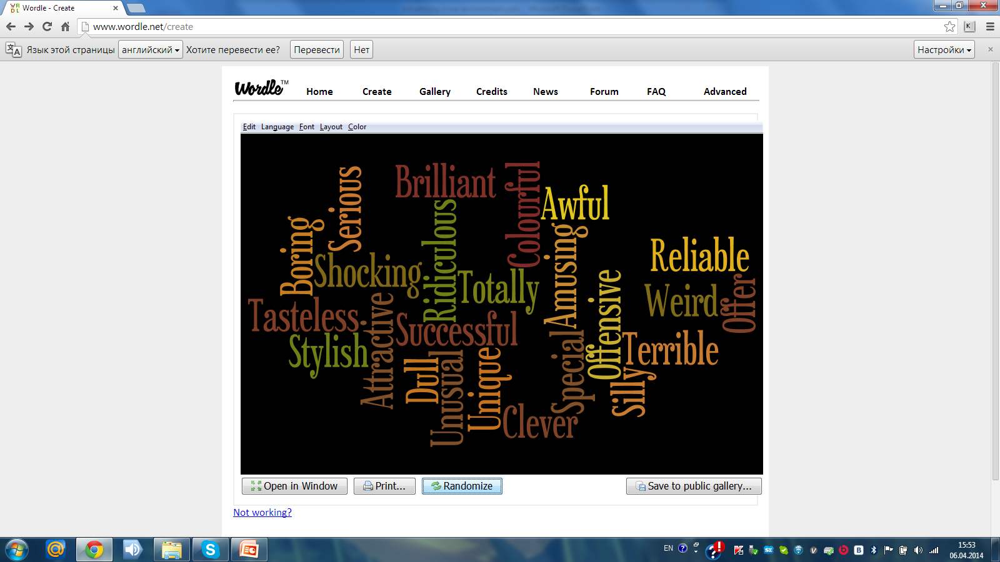 Wordle - Create
www.wordle.net/create
Язык этой страницы английский Хотите перевести ее? Перевести Нет Настройки
Wordle™ Home Create Gallery Credits News Forum FAQ Advanced
Edit Language Font Layout Color
Serious
Brilliant
Colourful
Awful
Boring
Shocking
Ridiculous
Totally
Amusing
Reliable
Weird
Offer
Tasteless
Attractive
Successful
Offensive
Terrible
Stylish
Dull
Unusual
Unique
Clever
Special
Silly
Open in Window Print... Randomize Save to public gallery...
Not working?
EN 15:53
06.04.2014